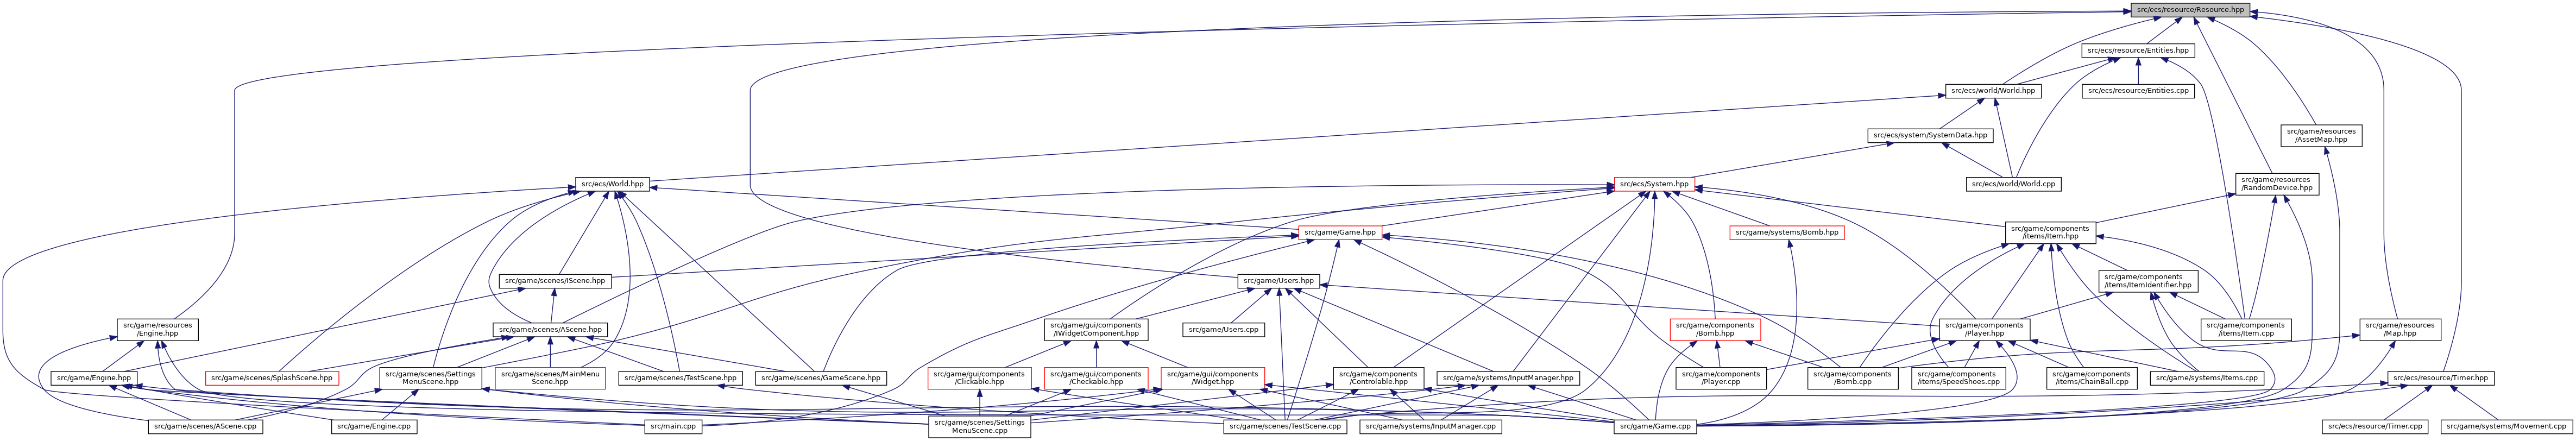 src/ecs/resource/Resource.hpp
src/ecs/resource/Entities.hpp
src/ecs/world/World.hpp
src/ecs/resource/Entities.cpp
src/ecs/system/SystemData.hpp
src/game/resources
/AssetMap.hpp
src/ecs/World.hpp
src/ecs/System.hpp
src/ecs/world/World.cpp
src/game/resources
/RandomDevice.hpp
src/game/Game.hpp
src/game/systems/Bomb.hpp
src/game/components
/items/Item.hpp
src/game/scenes/IScene.hpp
src/game/Users.hpp
src/game/components
/items/ItemIdentifier.hpp
src/game/resources
/Engine.hpp
src/game/scenes/AScene.hpp
src/game/gui/components
/IWidgetComponent.hpp
src/game/Users.cpp
src/game/components
/Bomb.hpp
src/game/components
/Player.hpp
src/game/components
/items/Item.cpp
src/game/resources
/Map.hpp
src/game/Engine.hpp
src/game/scenes/SplashScene.hpp
src/game/scenes/Settings
MenuScene.hpp
src/game/scenes/MainMenu
Scene.hpp
src/game/scenes/TestScene.hpp
src/game/scenes/GameScene.hpp
src/game/gui/components
/Clickable.hpp
src/game/gui/components
/Checkable.hpp
src/game/gui/components
/Widget.hpp
src/game/components
/Controlable.hpp
src/game/systems/InputManager.hpp
src/game/components
/Player.cpp
src/game/components
/Bomb.cpp
src/game/components
/items/SpeedShoes.cpp
src/game/components
/items/ChainBall.cpp
src/game/systems/Items.cpp
src/ecs/resource/Timer.hpp
src/game/scenes/AScene.cpp
src/game/Engine.cpp
src/main.cpp
src/game/scenes/Settings
MenuScene.cpp
src/game/scenes/TestScene.cpp
src/game/systems/InputManager.cpp
src/game/Game.cpp
src/ecs/resource/Timer.cpp
src/game/systems/Movement.cpp